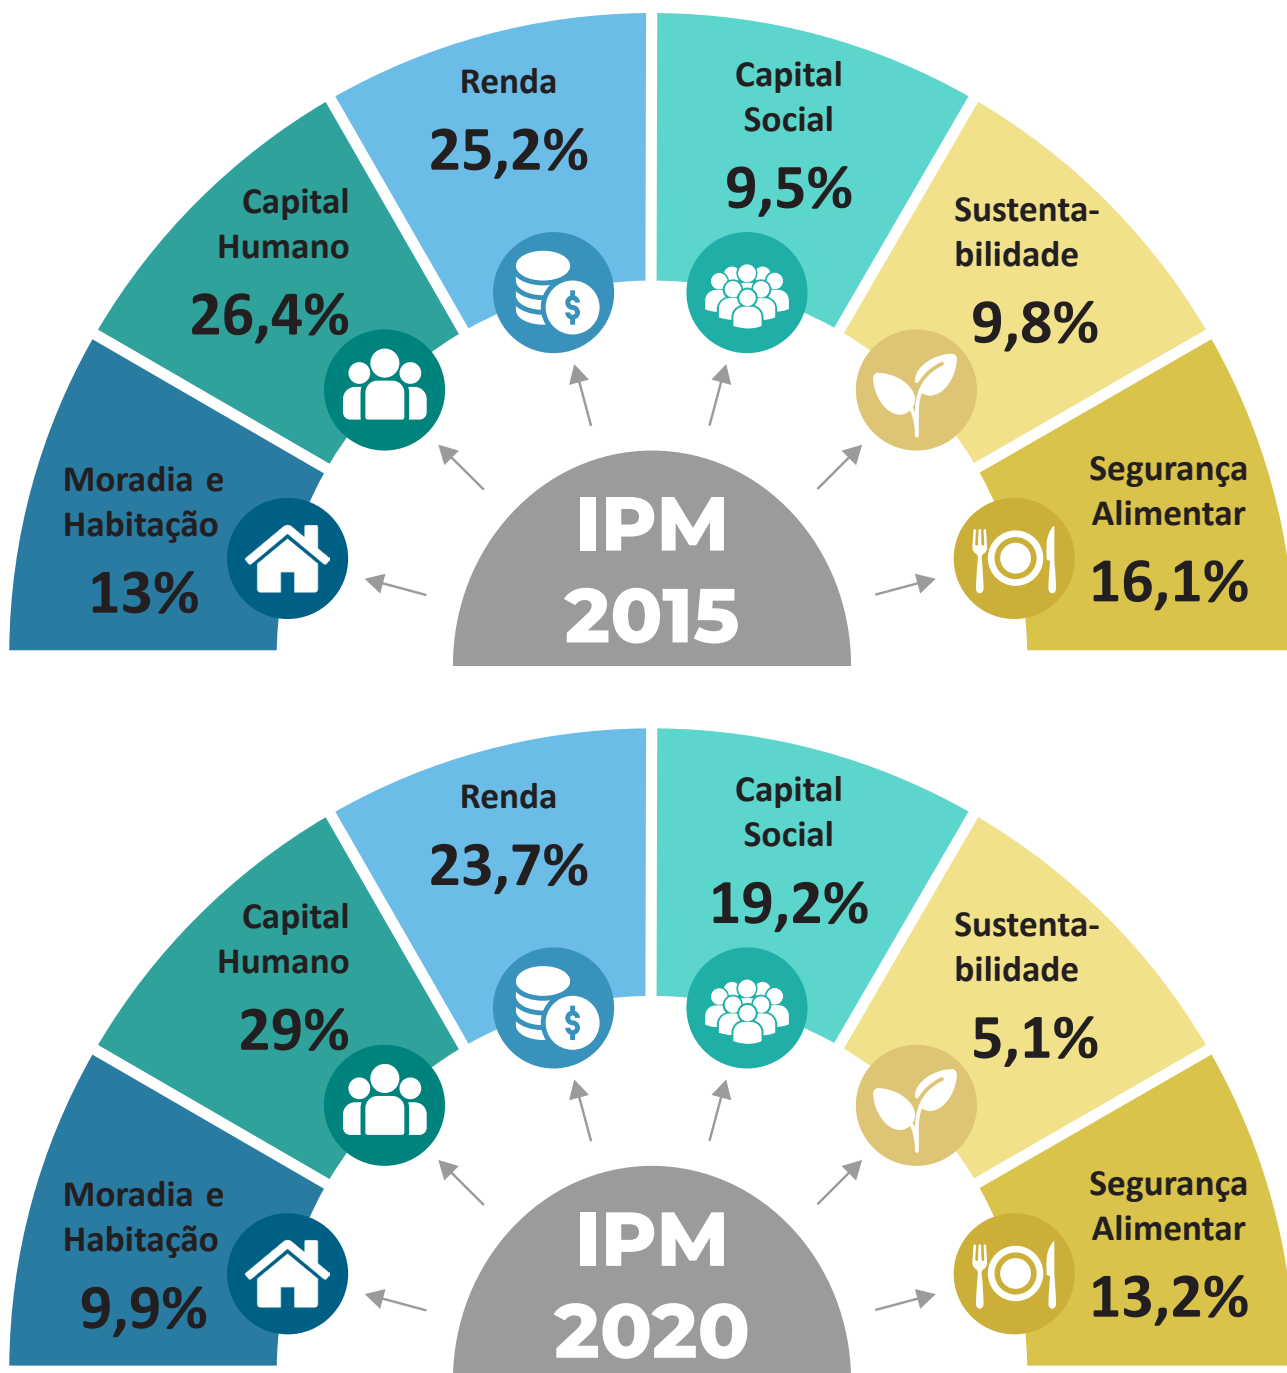 Moradia e
Habitação
13%
Capital
Humano
26,4%
Renda
25,2%
Capital
Social
9,5%
Sustenta-
bilidade
9,8%
Segurança
Alimentar
16,1%
IPM
2015
Moradia e
Habitação
9,9%
Capital
Humano
29%
Renda
23,7%
Capital
Social
19,2%
Sustenta-
bilidade
5,1%
Segurança
Alimentar
13,2%
IPM
2020